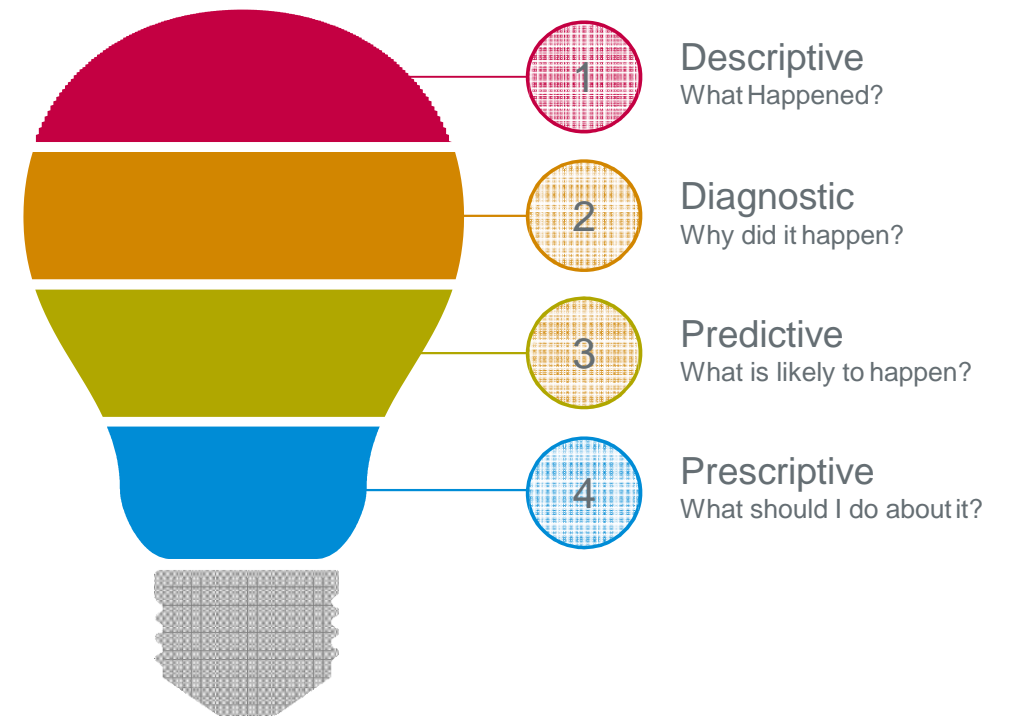 1
Descriptive
What Happened?
2
Diagnostic
Why did it happen?
3
Predictive
What is likely to happen?
4
Prescriptive
What should I do about it?